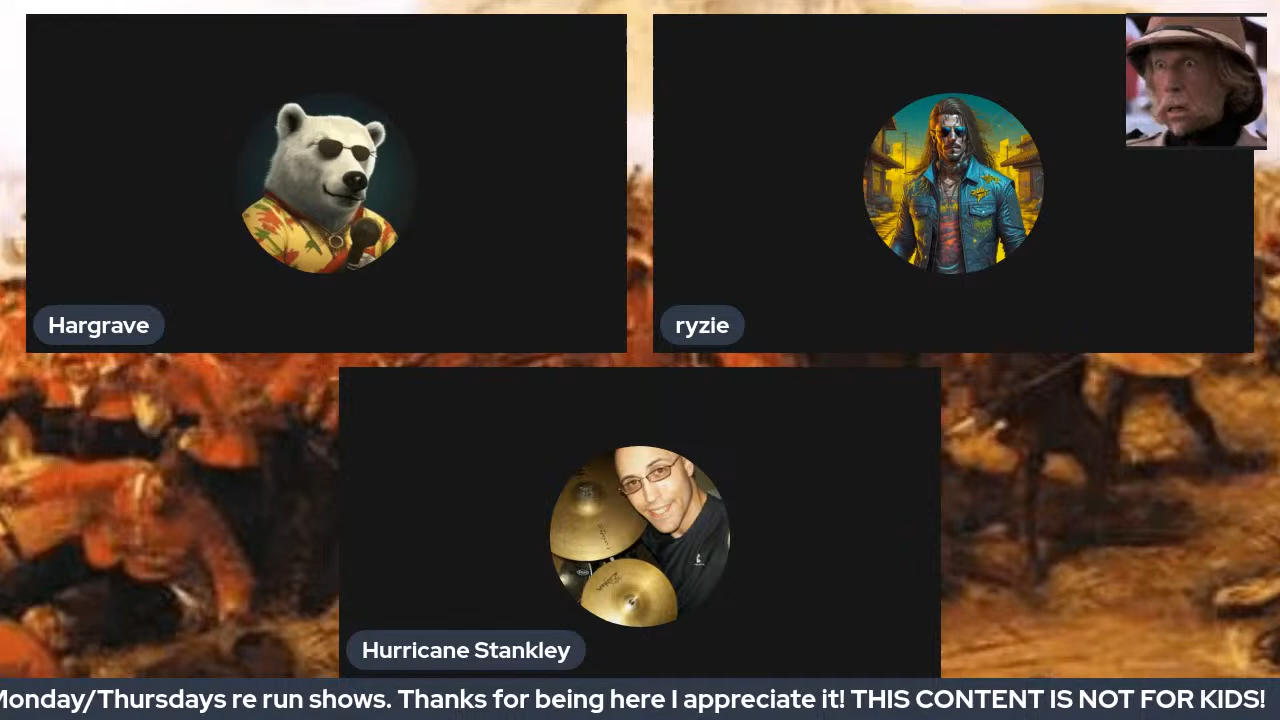 Hargrave
ryzie
Hurricane Stankley
Monday/Thursdays re run shows. Thanks for being here I appreciate it! THIS CONTENT IS NOT FOR KIDS!